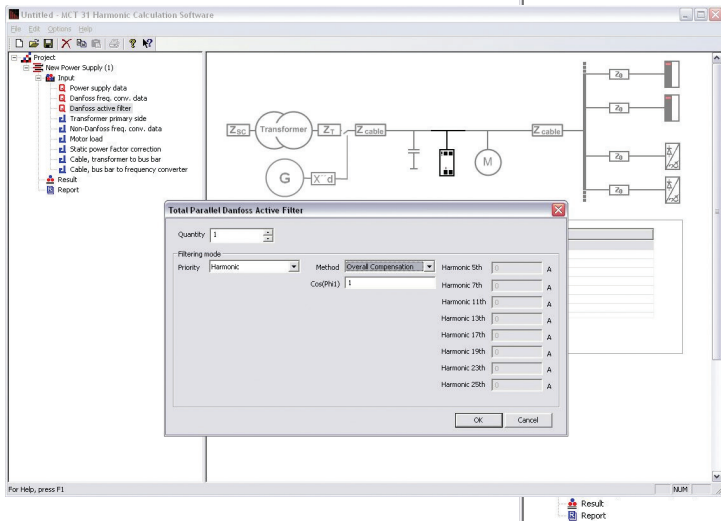 Untitled - MCT 31 Harmonic Calculation Software
File Edit Options Help
Project
New Power Supply (1)
Input
Power supply data
Danfoss freq. conv. data
Danfoss active filter
Transformer primary side
Non-Danfoss freq. conv. data
Motor load
Static power factor correction
Cable, transformer to bus bar
Cable, bus bar to frequency converter
Result
Report
ZSC
Transformer
ZT
Zcable
G
X''d
M
Zcable
Total Parallel Danfoss Active Filter
Quantity 1
Filtering mode
Priority Harmonic
Method Overall Compensation
Cos(Phi1) 1
Harmonic 5th 0 A
Harmonic 7th 0 A
Harmonic 11th 0 A
Harmonic 13th 0 A
Harmonic 17th 0 A
Harmonic 19th 0 A
Harmonic 23th 0 A
Harmonic 25th 0 A
OK Cancel
For Help, press F1
NUM
Result
Report